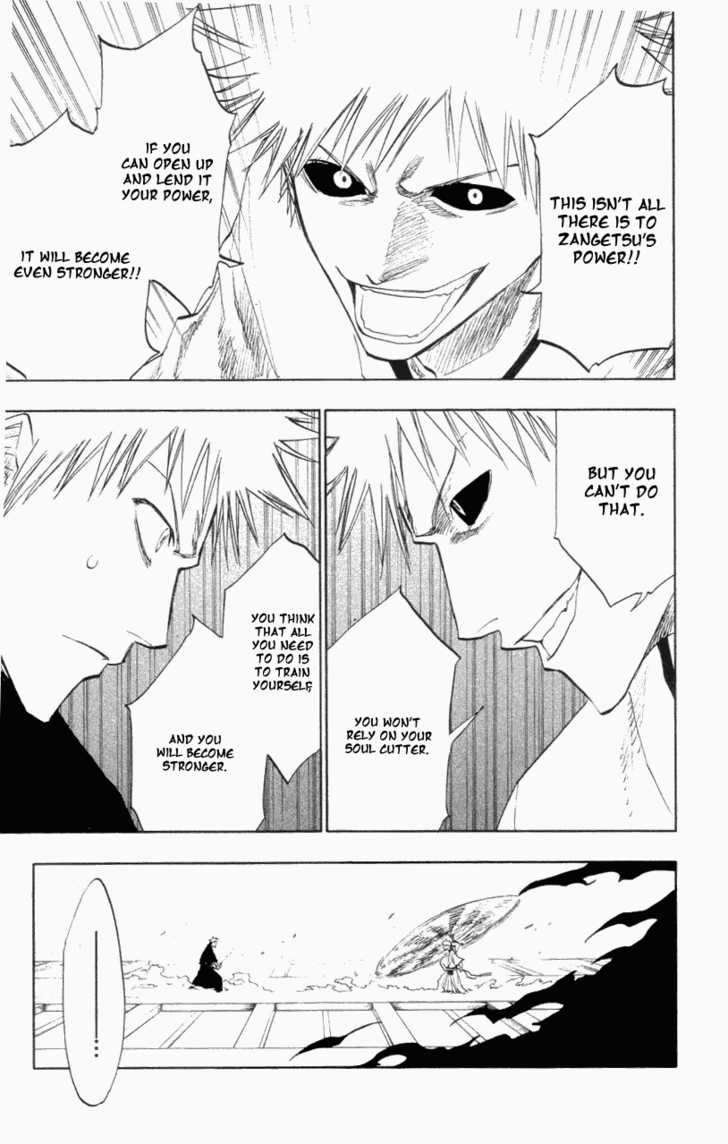 THIS ISN'T ALL
THERE IS TO
ZANGETSU'S
POWER!!
IF YOU
CAN OPEN UP
AND LEND IT
YOUR POWER,
IT WILL BECOME
EVEN STRONGER!!
BUT YOU
CAN'T DO
THAT.
YOU WON'T
RELY ON YOUR
SOUL CUTTER.
YOU THINK
THAT ALL
YOU NEED
TO DO IS
TO TRAIN
YOURSELF,
AND YOU
WILL BECOME
STRONGER.